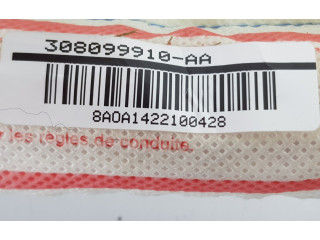 308099910-AA
8A0A1422100428
les règles de conduite